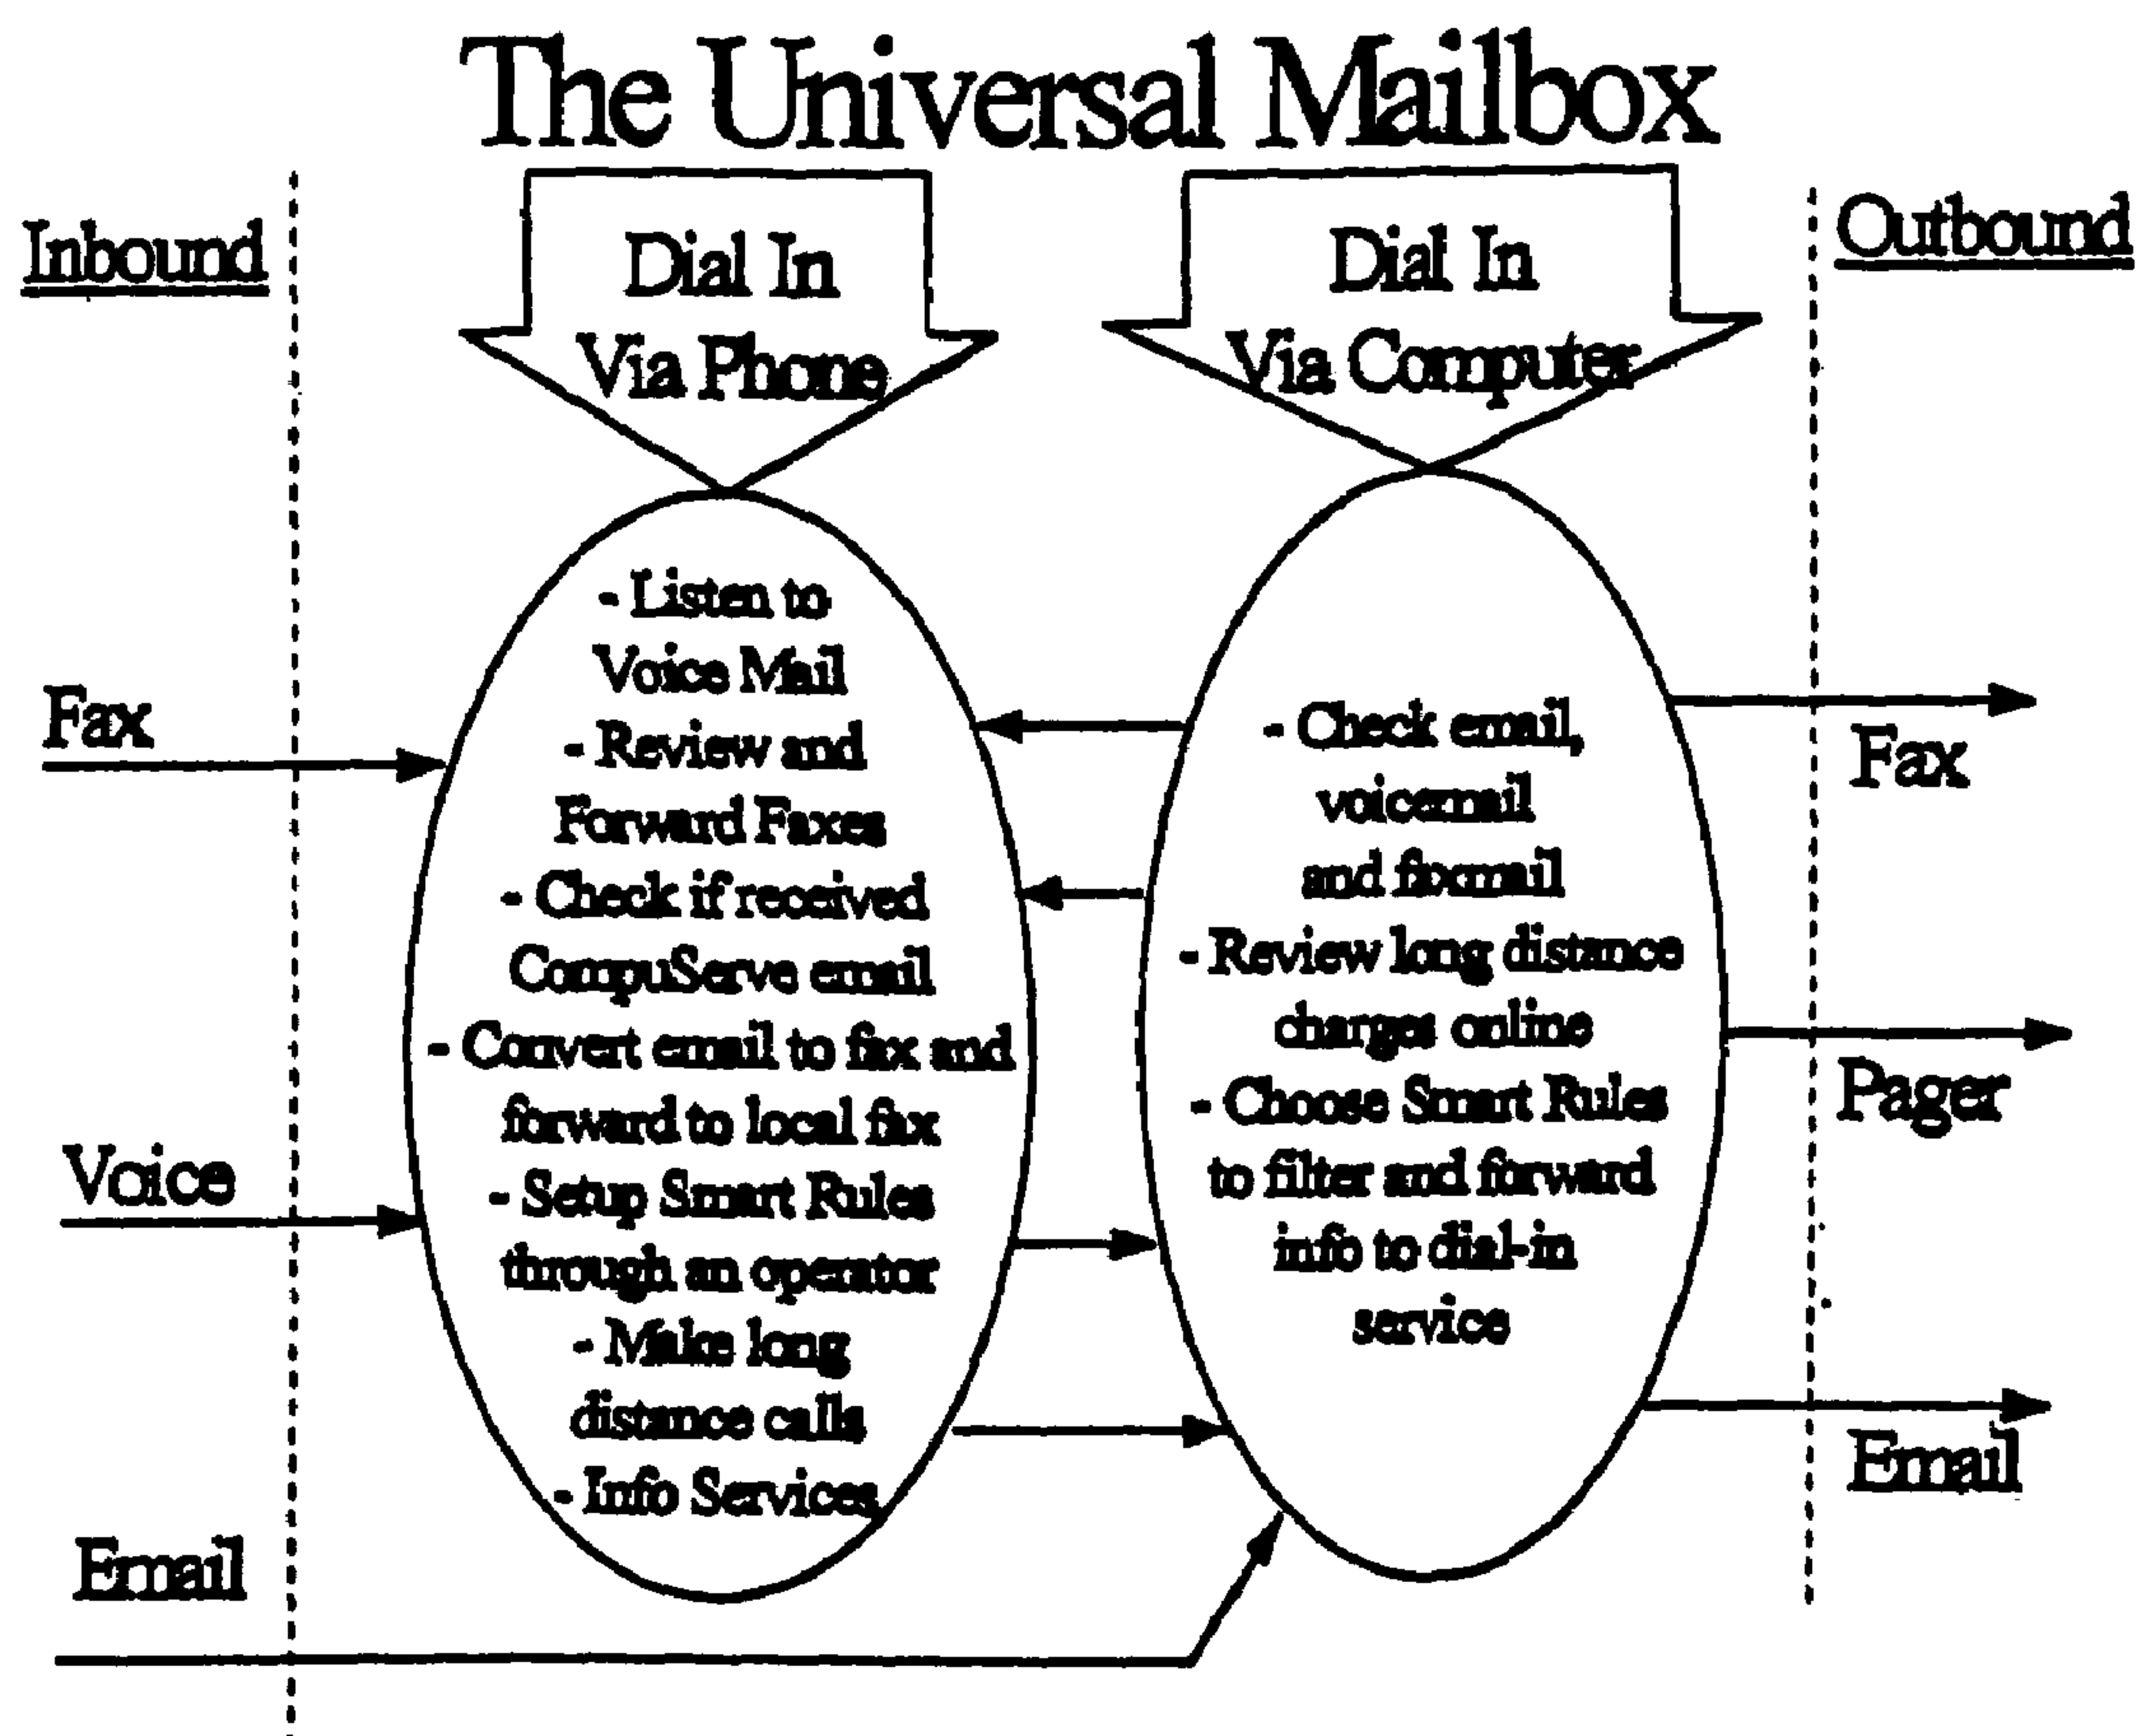 The Universal Mailbox
Inbound
Dial In
Via Phone
Dial In
Via Computer
Outbound
Fax
Voice
Email
- Listen to
Voice Mail
- Review and
Forward Faxes
- Check if received
CompuServe email
- Convert email to fax and
forward to local fax
- Setup Smart Rules
through an operator
- Make long
distance calls
- Info Services
- Check email,
voicemail
and faxmail
- Review long distance
charges online
- Choose Smart Rules
to filter and forward
info to dial-in
service
Fax
Pager
Email